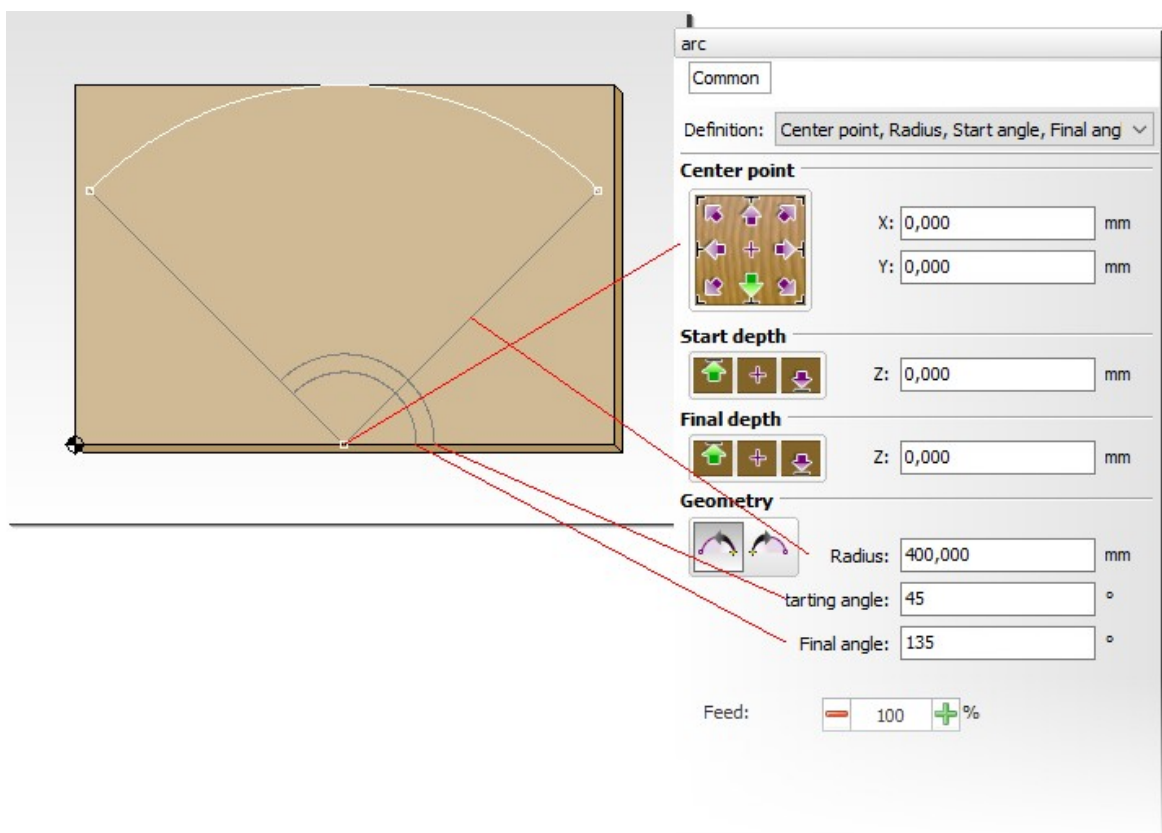 arc
Common
Definition: Center point, Radius, Start angle, Final ang
Center point
X: 0,000 mm
Y: 0,000 mm
Start depth
Z: 0,000 mm
Final depth
Z: 0,000 mm
Geometry
Radius: 400,000 mm
tarting angle: 45 °
Final angle: 135 °
Feed: 100 %